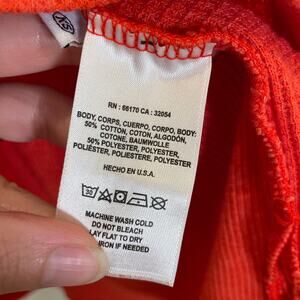 RN : 66170 CA : 32054
BODY, CORPS, CUERPO, CORPO, BODY:
50% COTTON, COTON, ALGODÓN,
COTONE, BAUMWOLLE
50% POLYESTER, POLYESTER,
POLIÉSTER, POLIESTERE, POLYESTER
HECHO EN U.S.A.
30
MACHINE WASH COLD
DO NOT BLEACH
LAY FLAT TO DRY
IRON IF NEEDED